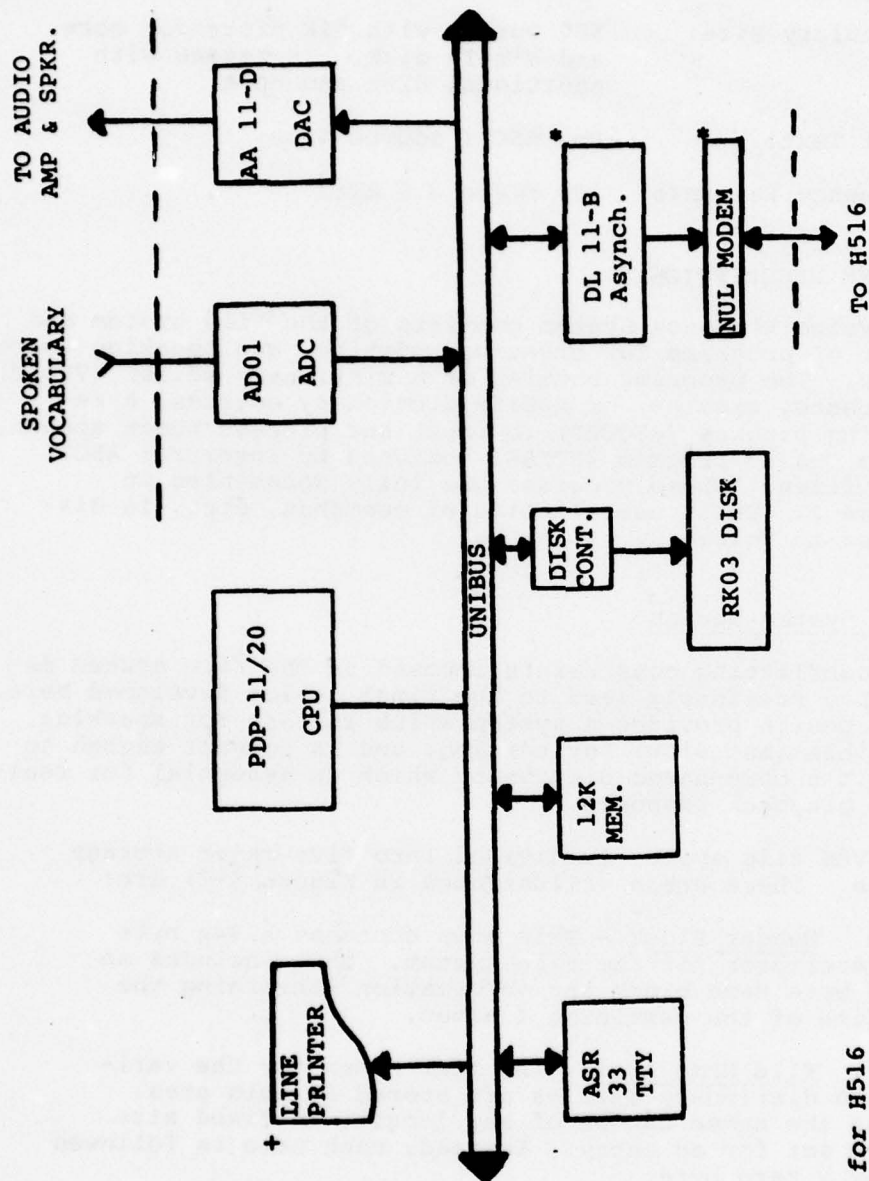 for H516
SPOKEN
VOCABULARY
TO AUDIO
AMP & SPKR.
+
LINE
PRINTER
PDP-11/20
CPU
AD01
ADC
AA 11-D
DAC
UNIBUS
ASR
33
TTY
12K
MEM.
DISK
CONT.
RK03 DISK
*
DL 11-B
Asynch.
*
NUL MODEM
TO H516